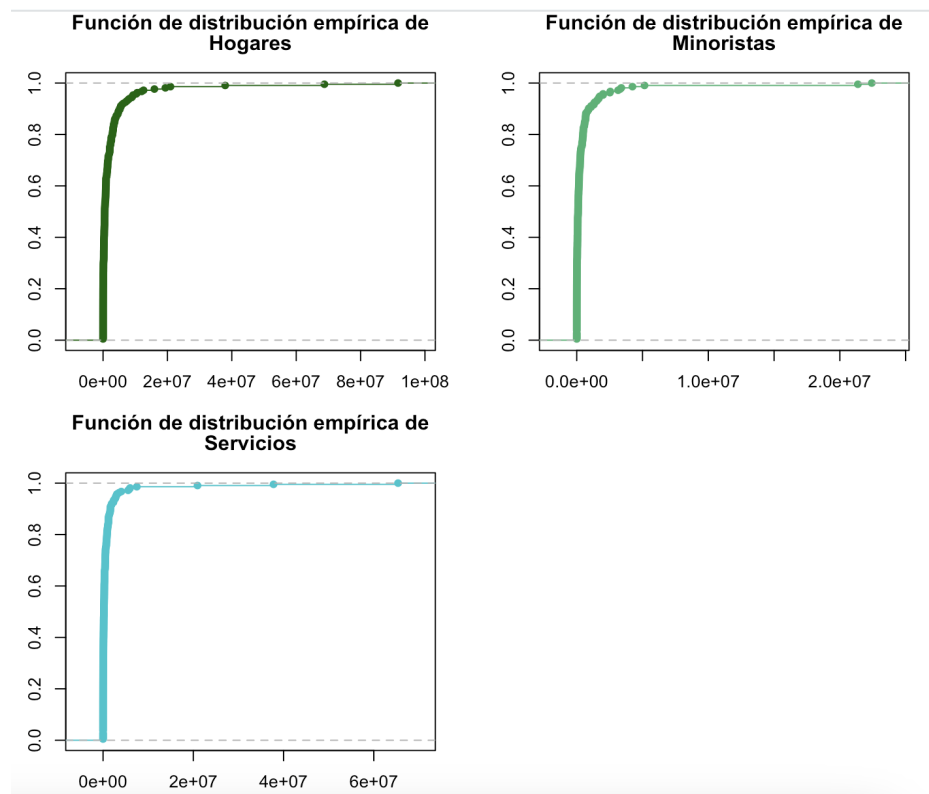 Función de distribución empírica de
Hogares
1.0
0.8
0.6
0.4
0.2
0.0
0e+00 2e+07 4e+07 6e+07 8e+07 1e+08
Función de distribución empírica de
Minoristas
1.0
0.8
0.6
0.4
0.2
0.0
0.0e+00 1.0e+07 2.0e+07
Función de distribución empírica de
Servicios
1.0
0.8
0.6
0.4
0.2
0.0
0e+00 2e+07 4e+07 6e+07